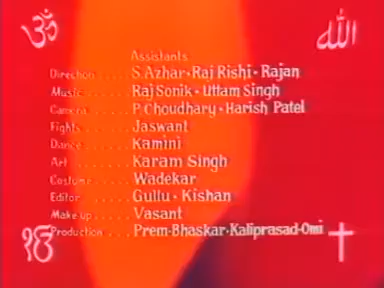 ॐ الله
Assistants
Direction .... S.Azhar · Raj Rishi · Rajan
Music ..... Raj Sonik · Uttam Singh
Camera .... P. Choudhary · Harish Patel
Fights ..... Jaswant
Dance ..... Kamini
Art ..... Karam Singh
Costume ... Wadekar
Editor .... Gullu · Kishan
Make up .... Vasant
Production ... Prem · Bhaskar · Kaliprasad · Omi
ੴ